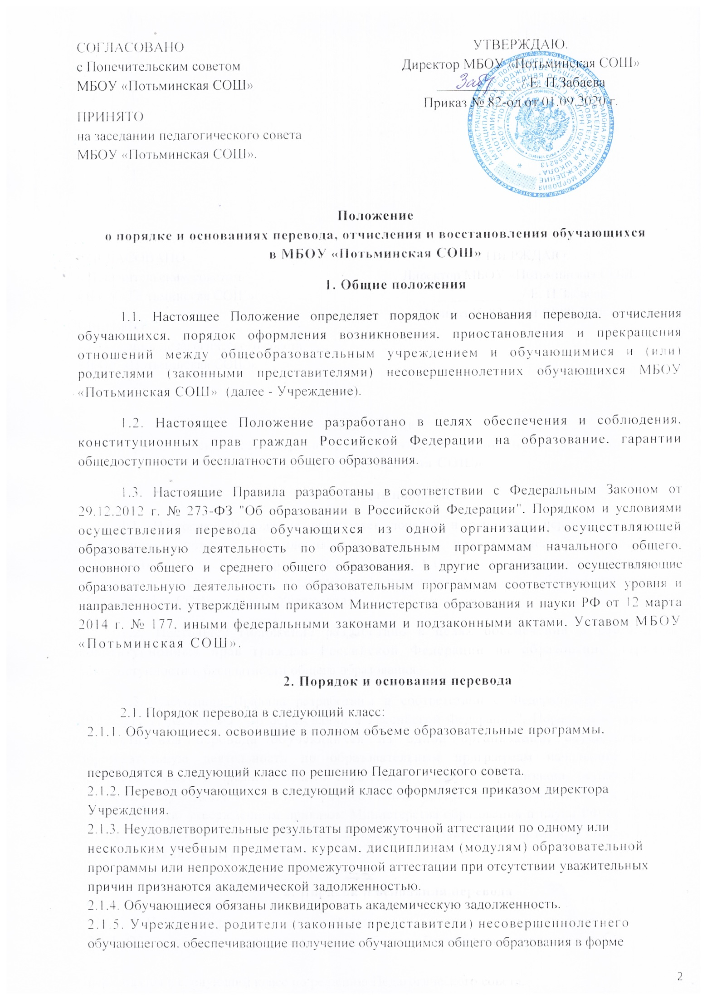 СОГЛАСОВАНО
с Попечительским советом
МБОУ «Потьминская СОШ»
ПРИНЯТО
на заседании педагогического совета
МБОУ «Потьминская СОШ».
УТВЕРЖДАЮ.
Директор МБОУ «Потьминская СОШ»
/ Е. П.Забаева
Приказ № 82-од от 01.09.2020 г.
Положение
о порядке и основаниях перевода, отчисления и восстановления обучающихся
в МБОУ «Потьминская СОШ»
1. Общие положения
1.1. Настоящее Положение определяет порядок и основания перевода, отчисления
обучающихся, порядок оформления возникновения, приостановления и прекращения
отношений между общеобразовательным учреждением и обучающимися и (или)
родителями (законными представителями) несовершеннолетних обучающихся МБОУ
«Потьминская СОШ» (далее - Учреждение).
1.2. Настоящее Положение разработано в целях обеспечения и соблюдения,
конституционных прав граждан Российской Федерации на образование, гарантии
общедоступности и бесплатности общего образования.
1.3. Настоящие Правила разработаны в соответствии с Федеральным Законом от
29.12.2012 г. № 273-ФЗ "Об образовании в Российской Федерации", Порядком и условиями
осуществления перевода обучающихся из одной организации, осуществляющей
образовательную деятельность по образовательным программам начального общего,
основного общего и среднего общего образования, в другие организации, осуществляющие
образовательную деятельность по образовательным программам соответствующих уровня и
направленности, утверждённым приказом Министерства образования и науки РФ от 12 марта
2014 г. № 177, иными федеральными законами и подзаконными актами, Уставом МБОУ
«Потьминская СОШ».
2. Порядок и основания перевода
2.1. Порядок перевода в следующий класс:
2.1.1. Обучающиеся, освоившие в полном объеме образовательные программы,
переводятся в следующий класс по решению Педагогического совета.
2.1.2. Перевод обучающихся в следующий класс оформляется приказом директора
Учреждения.
2.1.3. Неудовлетворительные результаты промежуточной аттестации по одному или
нескольким учебным предметам, курсам, дисциплинам (модулям) образовательной
программы или непрохождение промежуточной аттестации при отсутствии уважительных
причин признаются академической задолженностью.
2.1.4. Обучающиеся обязаны ликвидировать академическую задолженность.
2.1.5. Учреждение, родители (законные представители) несовершеннолетнего
обучающегося, обеспечивающие получение обучающимся общего образования в форме
2